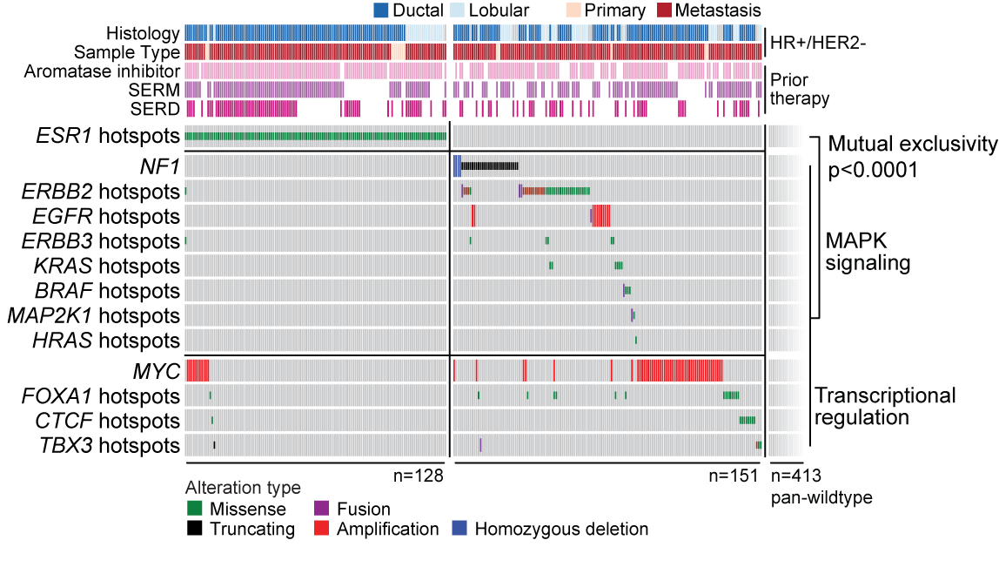 Ductal Lobular Primary Metastasis
Histology
HR+/HER2-
Sample Type
Aromatase inhibitor
Prior
therapy
SERM
SERD
ESR1 hotspots
Mutual exclusivity
p<0.0001
NF1
ERBB2 hotspots
EGFR hotspots
ERBB3 hotspots
MAPK
signaling
KRAS hotspots
BRAF hotspots
MAP2K1 hotspots
HRAS hotspots
MYC
FOXA1 hotspots
Transcriptional
regulation
CTCF hotspots
TBX3 hotspots
n=128
n=151
n=413
pan-wildtype
Alteration type
Missense Fusion
Truncating Amplification Homozygous deletion